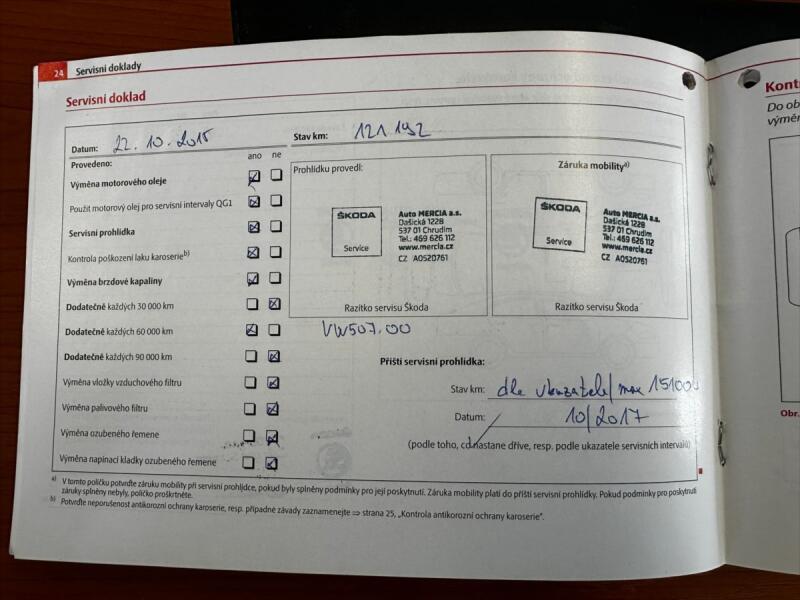 24 Servisní doklady
Servisní doklad
Datum: 22.10.2015 Stav km: 121.192
Provedeno: ano ne
Výměna motorového oleje
Použit motorový olej pro servisní intervaly QG1
Servisní prohlídka
Kontrola poškození laku karoserie b)
Výměna brzdové kapaliny
Dodatečně každých 30 000 km
Dodatečně každých 60 000 km
Dodatečně každých 90 000 km
Výměna vložky vzduchového filtru
Výměna palivového filtru
Výměna ozubeného řemene
Výměna napínací kladky ozubeného řemene
Prohlídku provedl:
ŠKODA
Service
Auto MERCIA a.s.
Dašická 1228
537 01 Chrudim
Tel.: 469 626 112
www.mercia.cz
CZ A0520761
Razítko servisu Škoda
Záruka mobility a)
ŠKODA
Service
Auto MERCIA a.s.
Dašická 1228
537 01 Chrudim
Tel.: 469 626 112
www.mercia.cz
CZ A0520761
Razítko servisu Škoda
VW507.00
Příští servisní prohlídka:
Stav km: dle ukazatele/max 15100
Datum: 10/2017
(podle toho, co nastane dříve, resp. podle ukazatele servisních intervalů)
a) V tomto políčku potvrďte záruku mobility při servisní prohlídce, pokud byly splněny podmínky pro její poskytnutí. Záruka mobility platí do příští servisní prohlídky. Pokud podmínky pro poskytnutí
záruky splněny nebyly, políčko proškrtněte.
b) Potvrďte neporušenost antikorozní ochrany karoserie, resp. případné závady zaznamenejte ⇒ strana 25, „Kontrola antikorozní ochrany karoserie“.
Kont
Do ob
výměn
Obr.